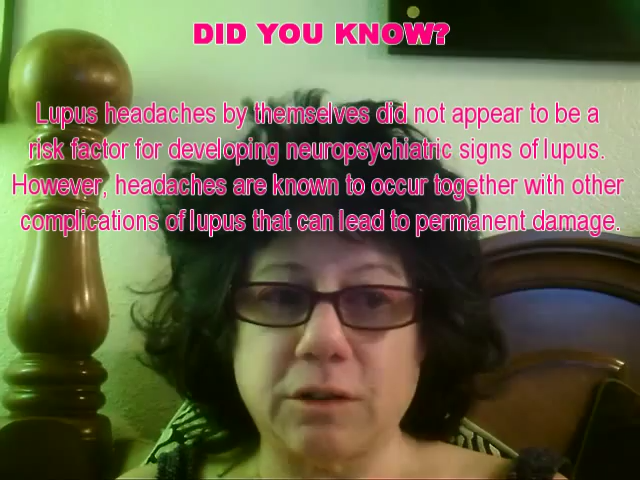 DID YOU KNOW?
Lupus headaches by themselves did not appear to be a
risk factor for developing neuropsychiatric signs of lupus.
However, headaches are known to occur together with other
complications of lupus that can lead to permanent damage.